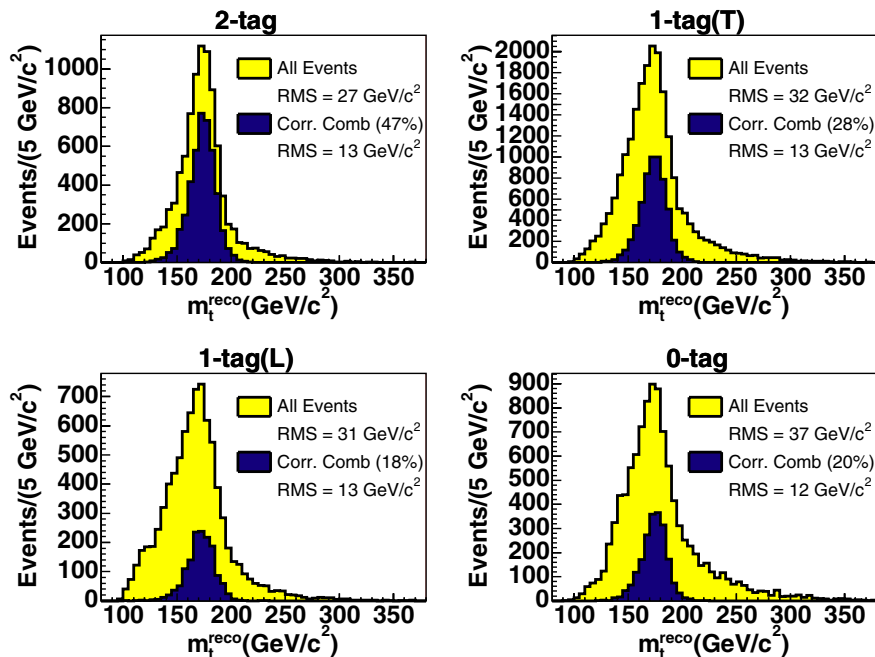 2-tag
Events/(5 GeV/c²)
1000
800
600
400
200
0
All Events
RMS = 27 GeV/c²
Corr. Comb (47%)
RMS = 13 GeV/c²
100 150 200 250 300 350
m_t^reco(GeV/c²)
1-tag(T)
Events/(5 GeV/c²)
2000
1800
1600
1400
1200
1000
800
600
400
200
0
All Events
RMS = 32 GeV/c²
Corr. Comb (28%)
RMS = 13 GeV/c²
100 150 200 250 300 350
m_t^reco(GeV/c²)
1-tag(L)
Events/(5 GeV/c²)
700
600
500
400
300
200
100
0
All Events
RMS = 31 GeV/c²
Corr. Comb (18%)
RMS = 13 GeV/c²
100 150 200 250 300 350
m_t^reco(GeV/c²)
0-tag
Events/(5 GeV/c²)
900
800
700
600
500
400
300
200
100
0
All Events
RMS = 37 GeV/c²
Corr. Comb (20%)
RMS = 12 GeV/c²
100 150 200 250 300 350
m_t^reco(GeV/c²)